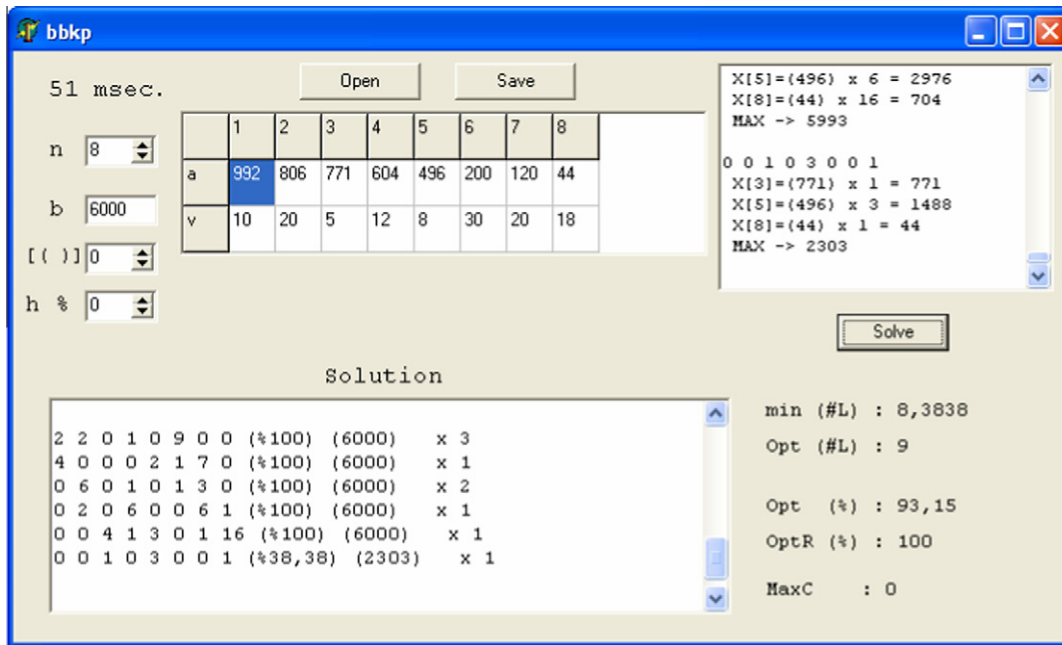 bbkp
51 msec.
Open
Save
n 8
b 6000
[( )] 0
h % 0
1 2 3 4 5 6 7 8
a 992 806 771 604 496 200 120 44
v 10 20 5 12 8 30 20 18
X[5]=(496) x 6 = 2976
X[8]=(44) x 16 = 704
MAX -> 5993
0 0 1 0 3 0 0 1
X[3]=(771) x 1 = 771
X[5]=(496) x 3 = 1488
X[8]=(44) x 1 = 44
MAX -> 2303
Solve
Solution
2 2 0 1 0 9 0 0 (%100) (6000) x 3
4 0 0 0 2 1 7 0 (%100) (6000) x 1
0 6 0 1 0 1 3 0 (%100) (6000) x 2
0 2 0 6 0 0 6 1 (%100) (6000) x 1
0 0 4 1 3 0 1 16 (%100) (6000) x 1
0 0 1 0 3 0 0 1 (%38,38) (2303) x 1
min (#L) : 8,3838
Opt (#L) : 9
Opt (%) : 93,15
OptR (%) : 100
MaxC : 0